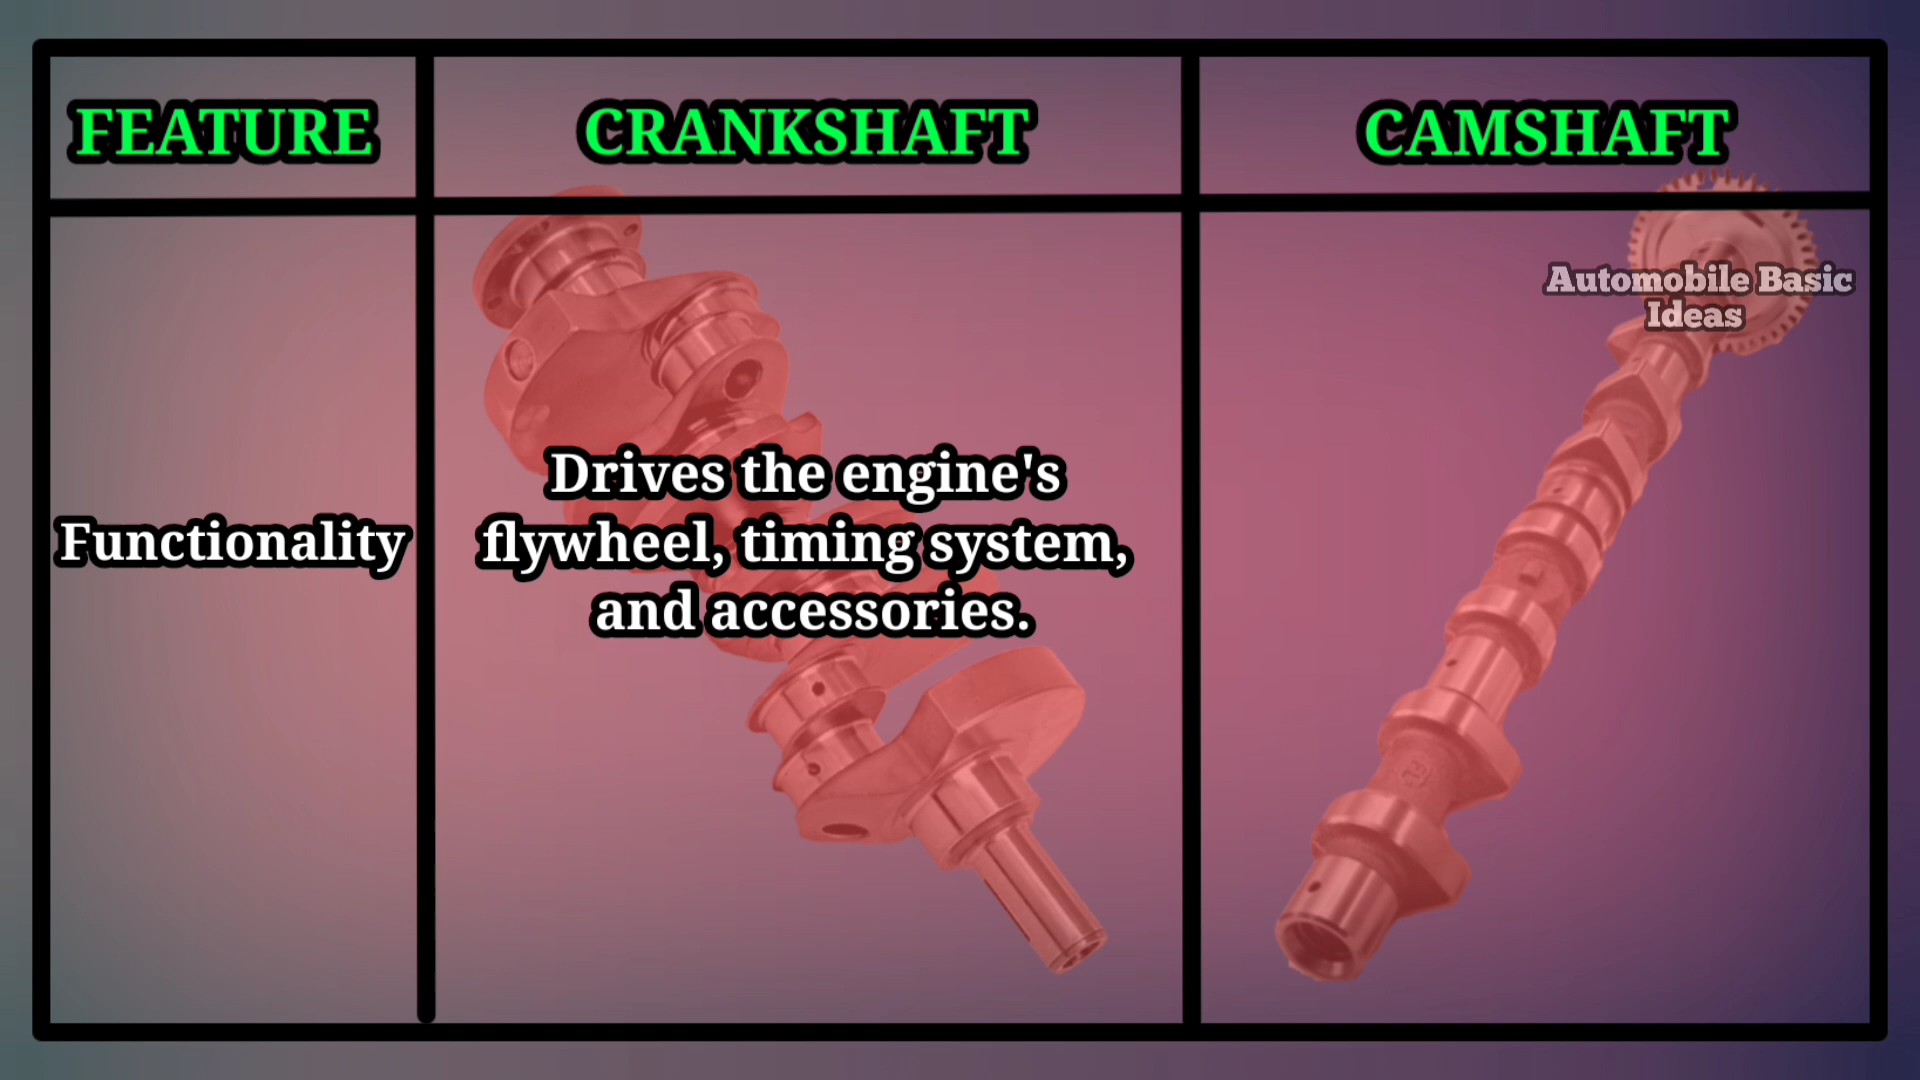 FEATURE
CRANKSHAFT
CAMSHAFT
Functionality
Drives the engine's
flywheel, timing system,
and accessories.
Automobile Basic
Ideas